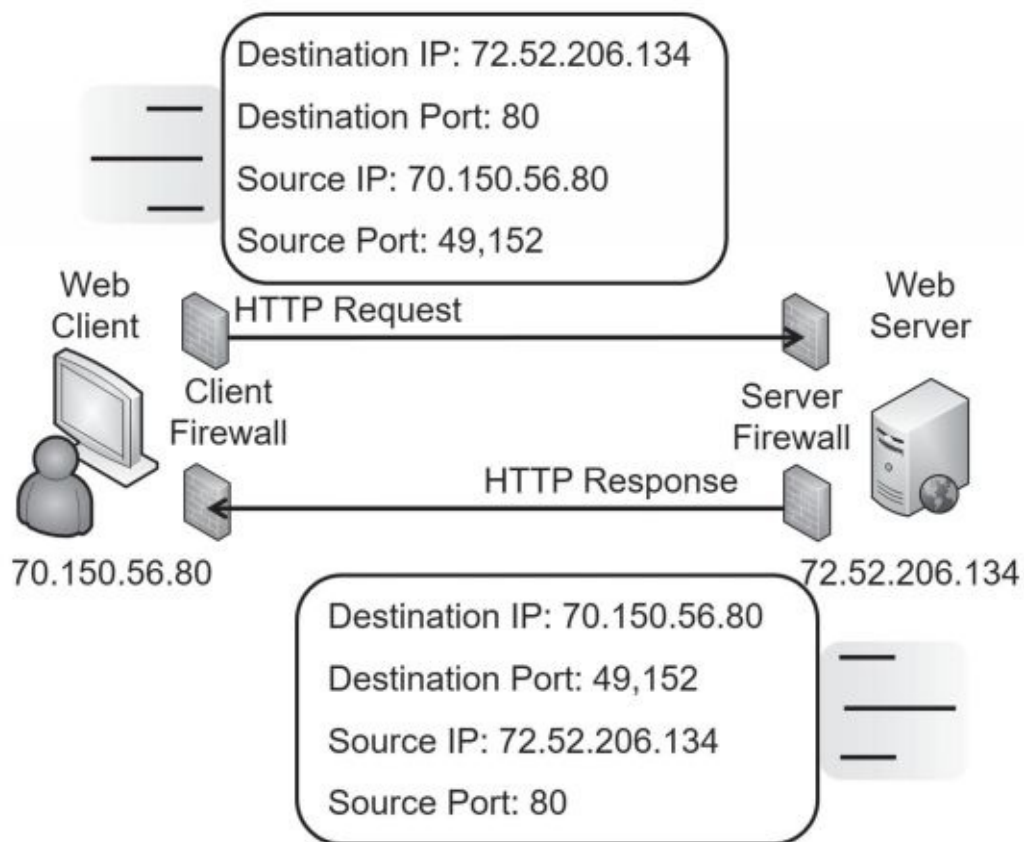 Destination IP: 72.52.206.134
Destination Port: 80
Source IP: 70.150.56.80
Source Port: 49,152
Web
Client
HTTP Request
Web
Server
Client
Firewall
Server
Firewall
HTTP Response
70.150.56.80
72.52.206.134
Destination IP: 70.150.56.80
Destination Port: 49,152
Source IP: 72.52.206.134
Source Port: 80